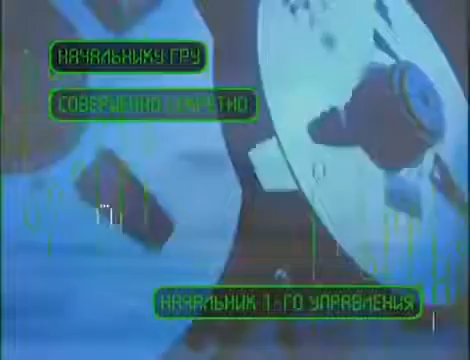 НАЧАЛЬНИКУ ГРУ
СОВЕРШЕННО СЕКРЕТНО
НАЧАЛЬНИК 1-ГО УПРАВЛЕНИЯ